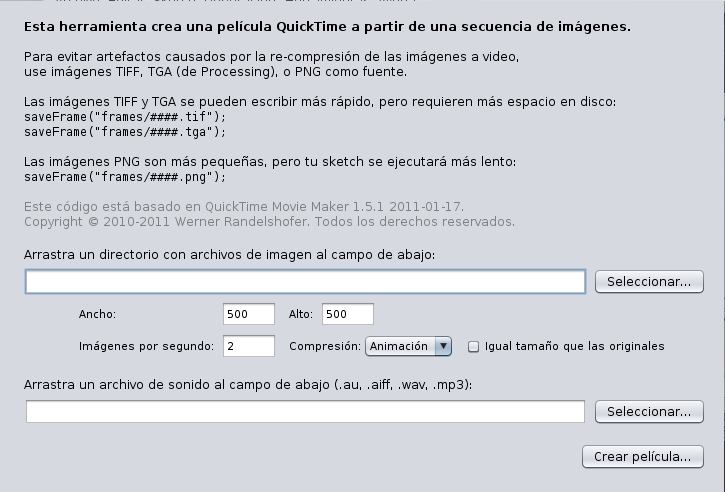 Esta herramienta crea una película QuickTime a partir de una secuencia de imágenes.
Para evitar artefactos causados por la re-compresión de las imágenes a video,
use imágenes TIFF, TGA (de Processing), o PNG como fuente.
Las imágenes TIFF y TGA se pueden escribir más rápido, pero requieren más espacio en disco:
saveFrame("frames/####.tif");
saveFrame("frames/####.tga");
Las imágenes PNG son más pequeñas, pero tu sketch se ejecutará más lento:
saveFrame("frames/####.png");
Este código está basado en QuickTime Movie Maker 1.5.1 2011-01-17.
Copyright © 2010-2011 Werner Randelshofer. Todos los derechos reservados.
Arrastra un directorio con archivos de imagen al campo de abajo:
Seleccionar...
Ancho: 500 Alto: 500
Imágenes por segundo: 2 Compresión: Animación Igual tamaño que las originales
Arrastra un archivo de sonido al campo de abajo (.au, .aiff, .wav, .mp3):
Seleccionar...
Crear película...